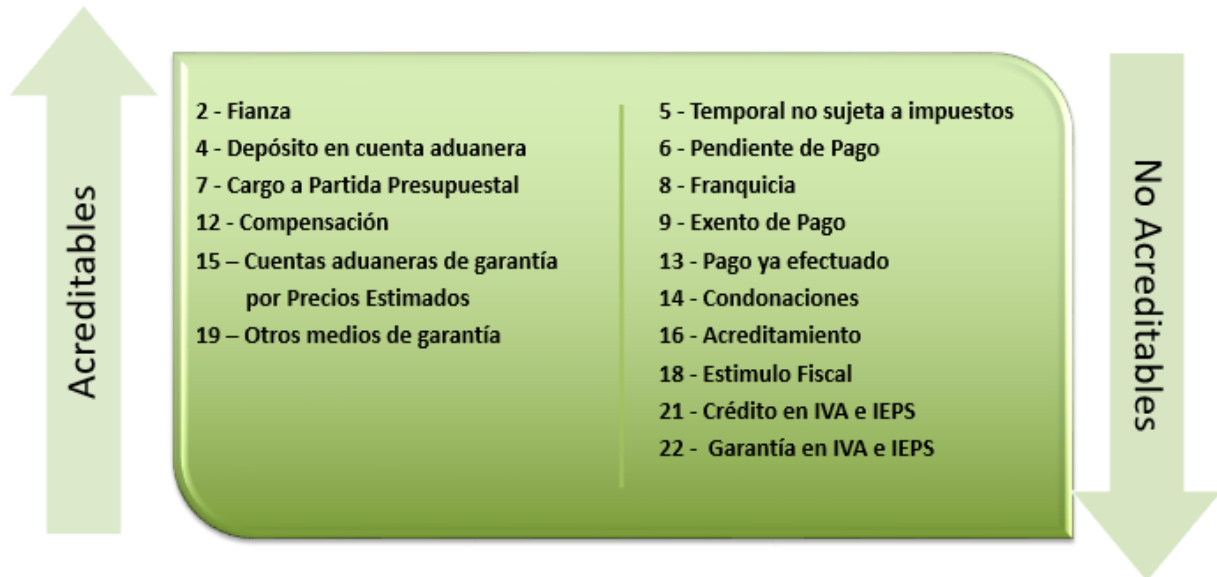 Acreditables
2 - Fianza
4 - Depósito en cuenta aduanera
7 - Cargo a Partida Presupuestal
12 - Compensación
15 – Cuentas aduaneras de garantía
por Precios Estimados
19 – Otros medios de garantía
5 - Temporal no sujeta a impuestos
6 - Pendiente de Pago
8 - Franquicia
9 - Exento de Pago
13 - Pago ya efectuado
14 - Condonaciones
16 - Acreditamiento
18 - Estimulo Fiscal
21 - Crédito en IVA e IEPS
22 - Garantía en IVA e IEPS
No Acreditables